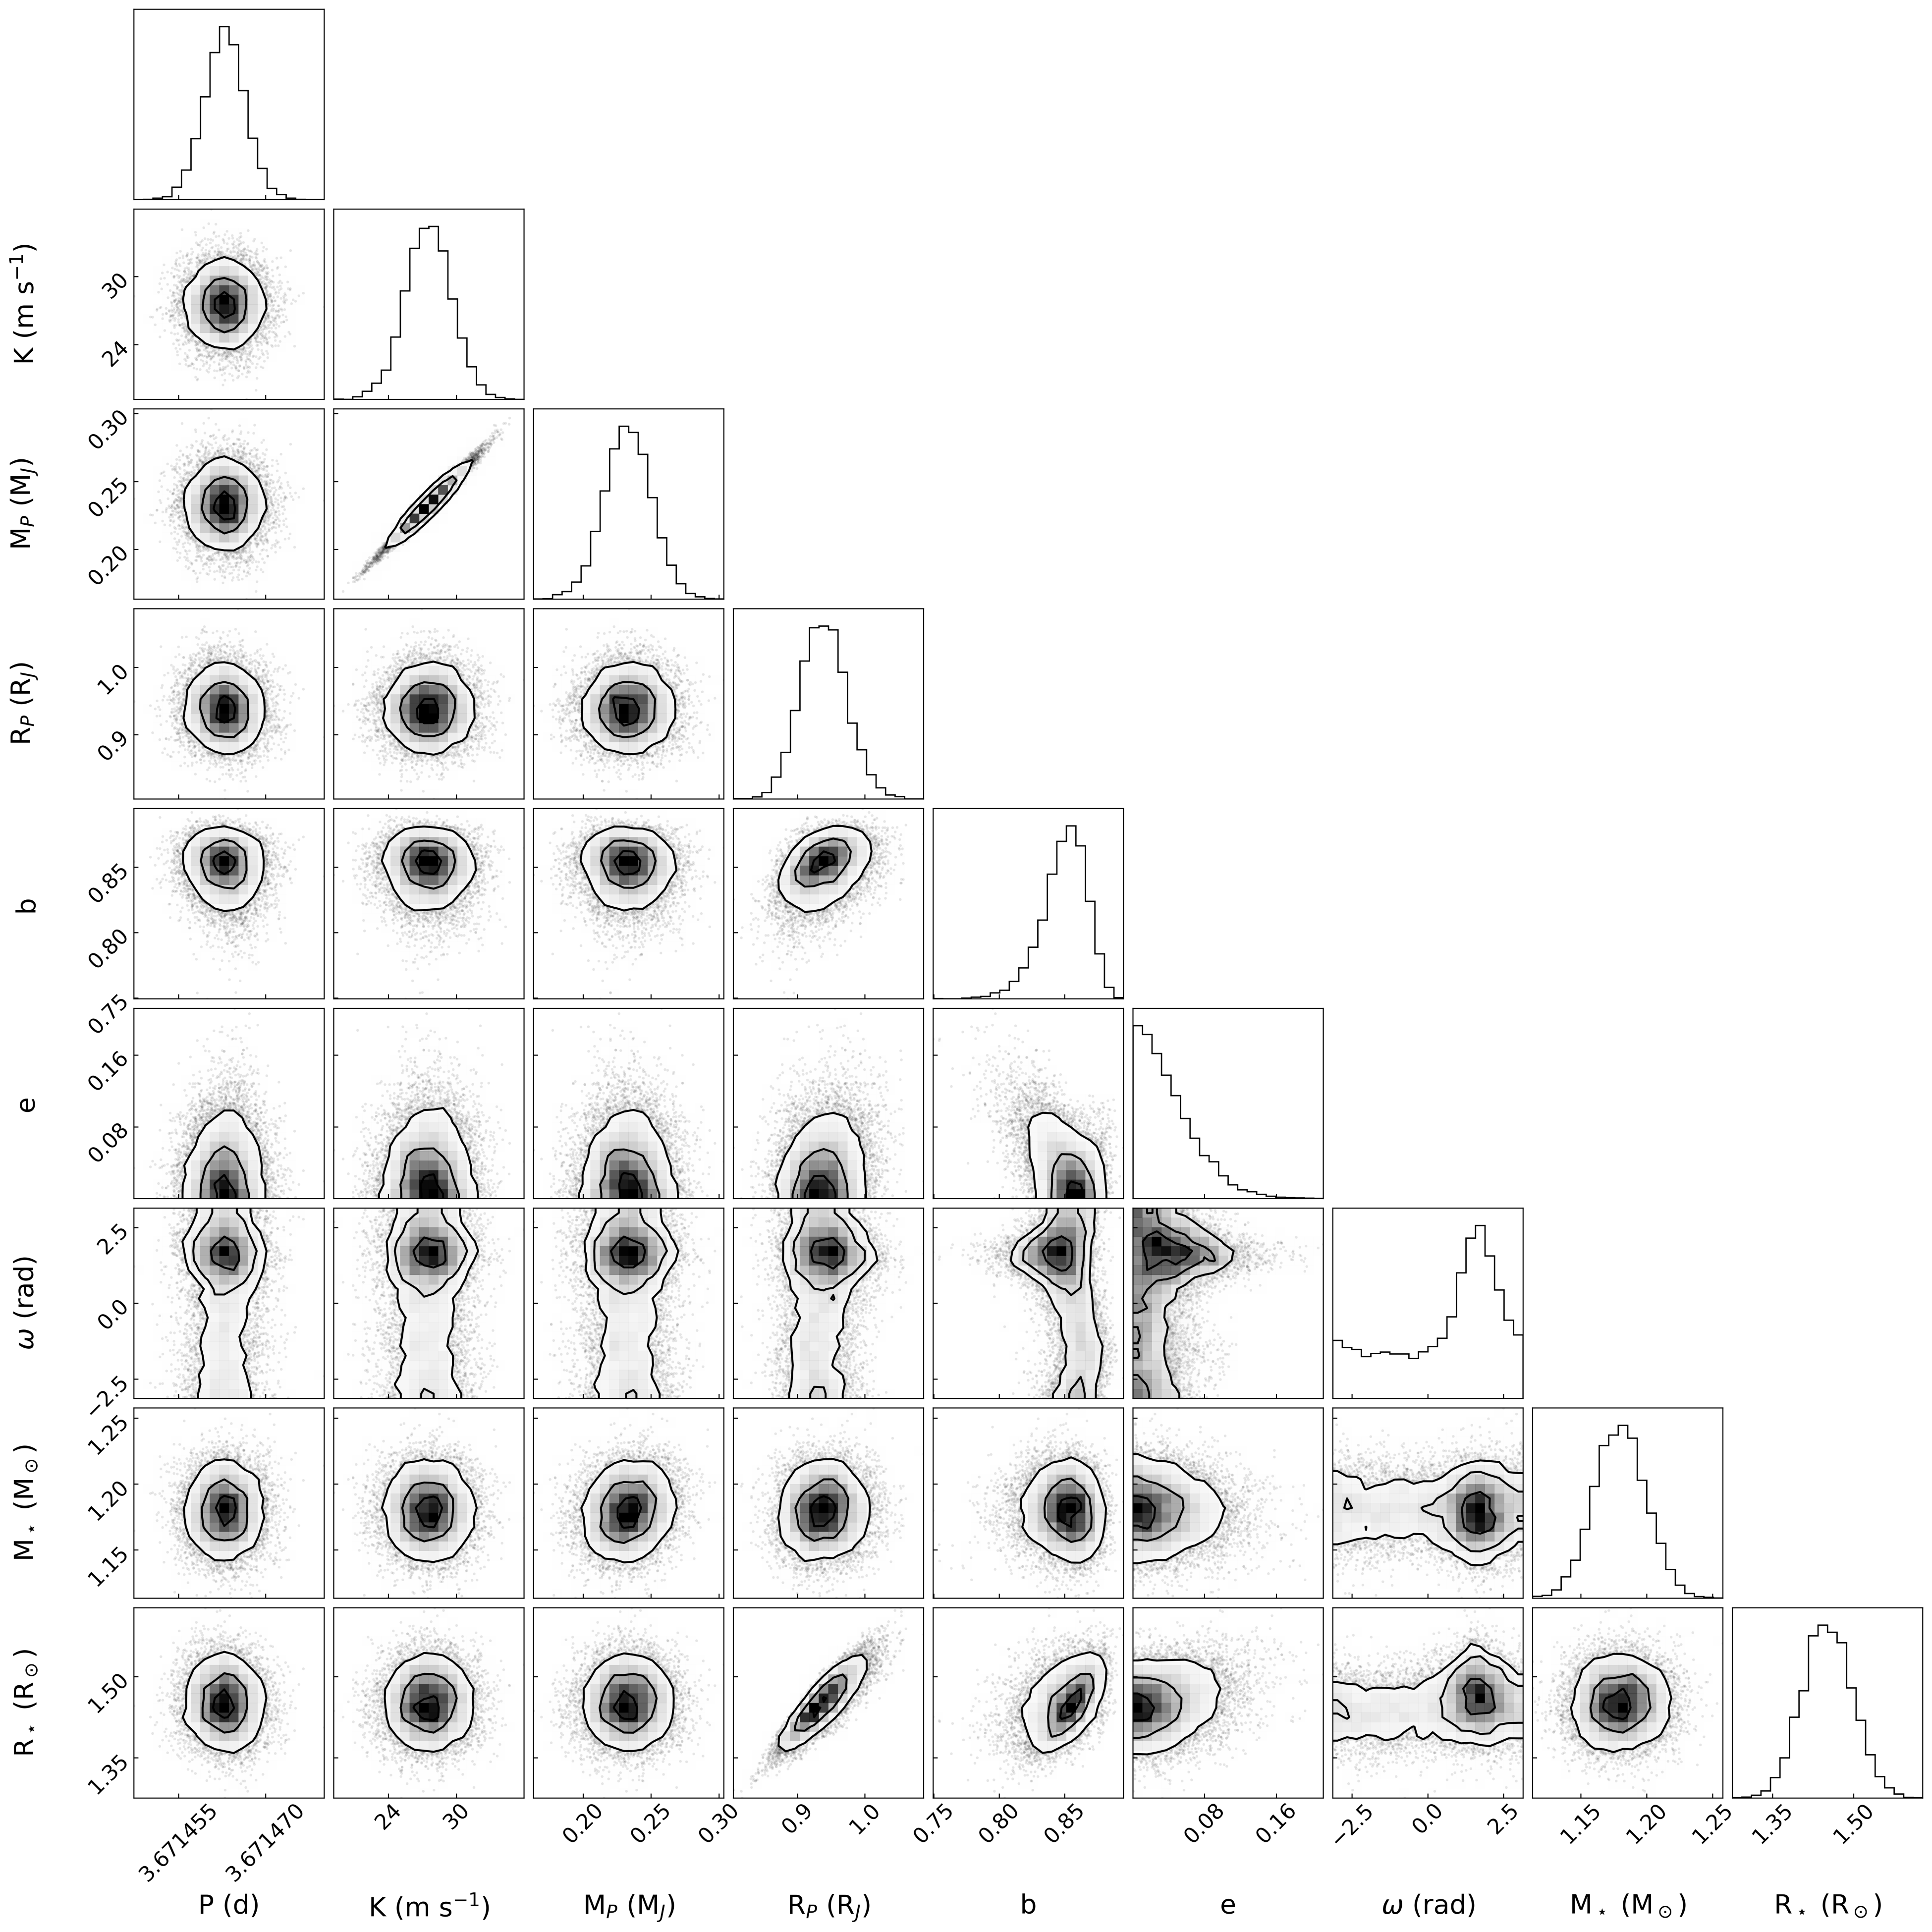 K (m s⁻¹)
30
24
M_P (M_J)
0.30
0.25
0.20
R_P (R_J)
1.0
0.9
b
0.85
0.80
0.75
e
0.16
0.08
ω (rad)
2.5
0.0
−2.5
M⋆ (M⊙)
1.25
1.20
1.15
R⋆ (R⊙)
1.50
1.35
3.671455 3.671470 24 30 0.20 0.25 0.30 0.9 1.0 0.75 0.80 0.85 0.08 0.16 −2.5 0.0 2.5 1.15 1.20 1.25 1.35 1.50
P (d) K (m s⁻¹) M_P (M_J) R_P (R_J) b e ω (rad) M⋆ (M⊙) R⋆ (R⊙)